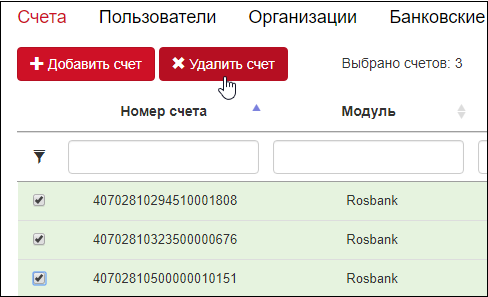 Счета Пользователи Организации Банковские
Добавить счет Удалить счет Выбрано счетов: 3
Номер счета Модуль
40702810294510001808 Rosbank
40702810323500000676 Rosbank
40702810500000010151 Rosbank